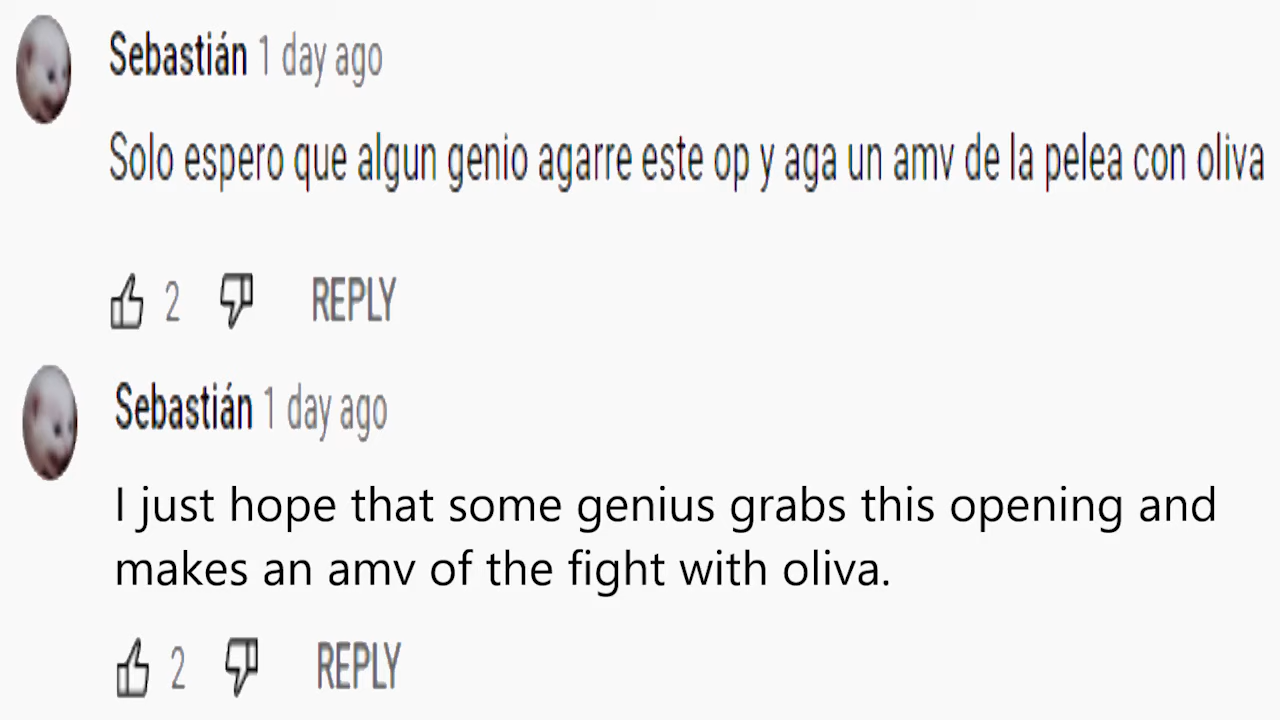 Sebastián 1 day ago
Solo espero que algun genio agarre este op y aga un amv de la pelea con oliva
2 REPLY
Sebastián 1 day ago
I just hope that some genius grabs this opening and
makes an amv of the fight with oliva.
2 REPLY